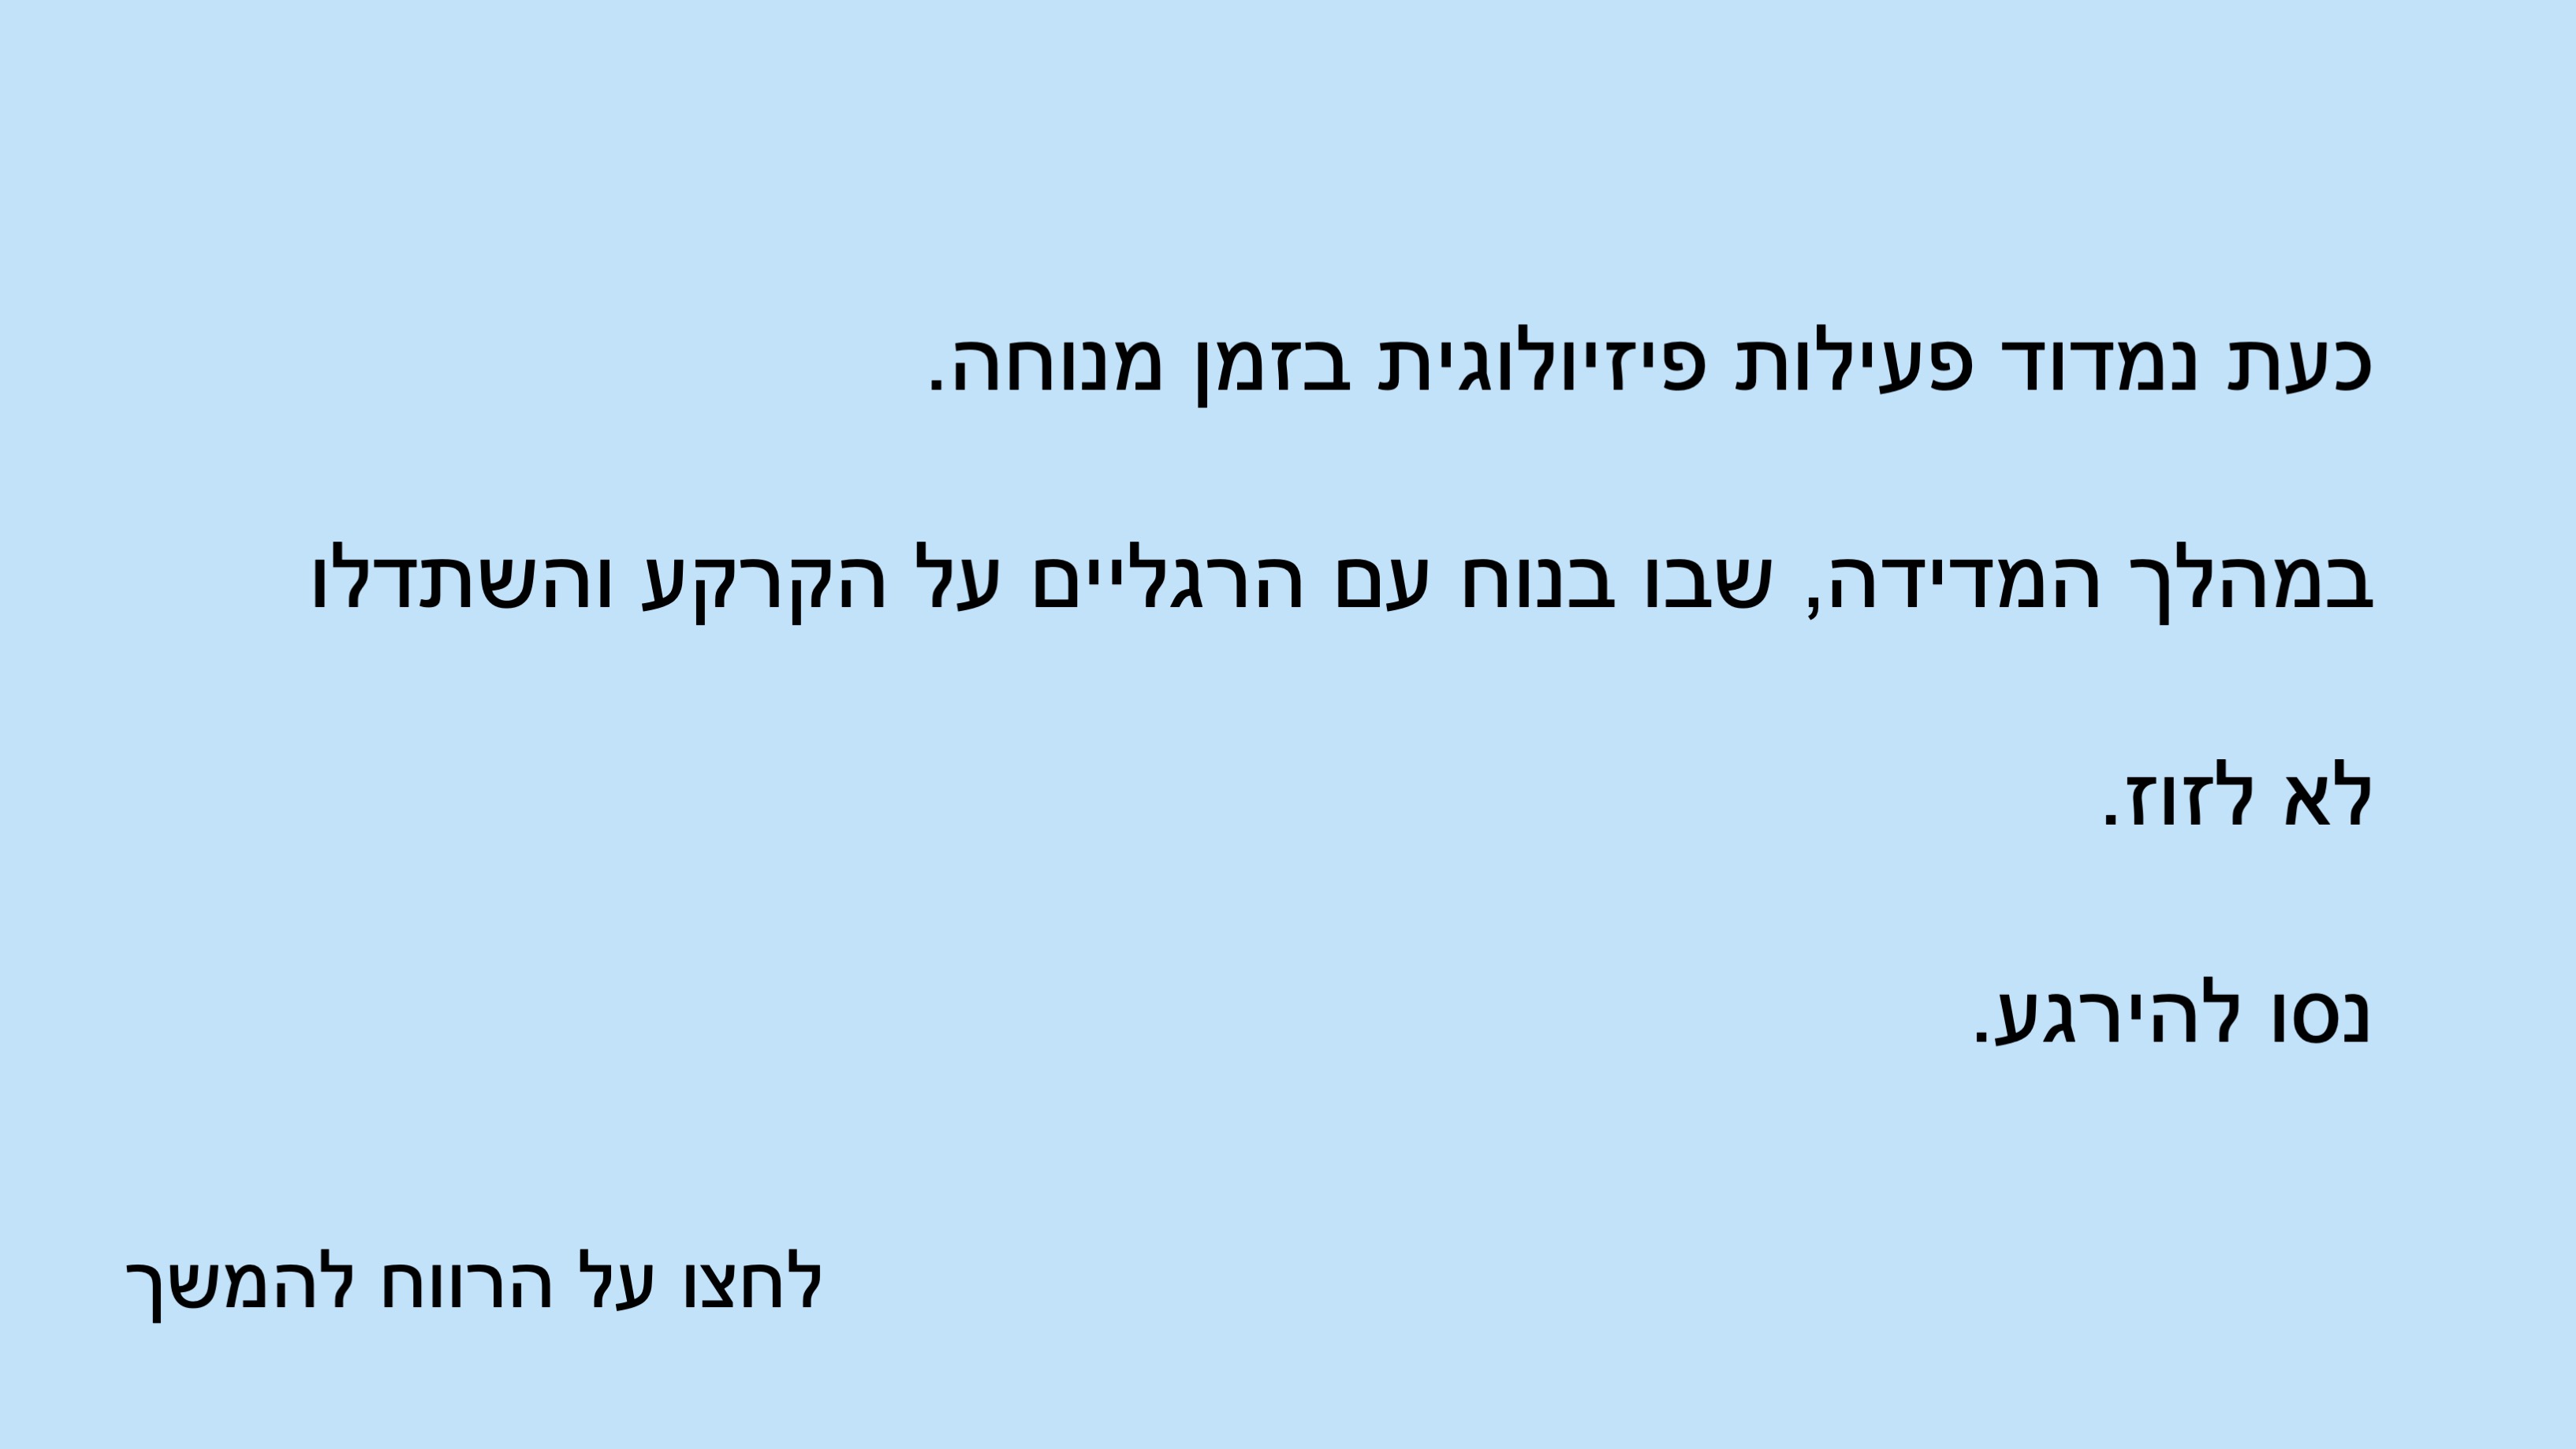 כעת נמדוד פעילות פיזיולוגית בזמן מנוחה.
במהלך המדידה, שבו בנוח עם הרגליים על הקרקע והשתדלו
לא לזוז.
נסו להירגע.
לחצו על הרווח להמשך